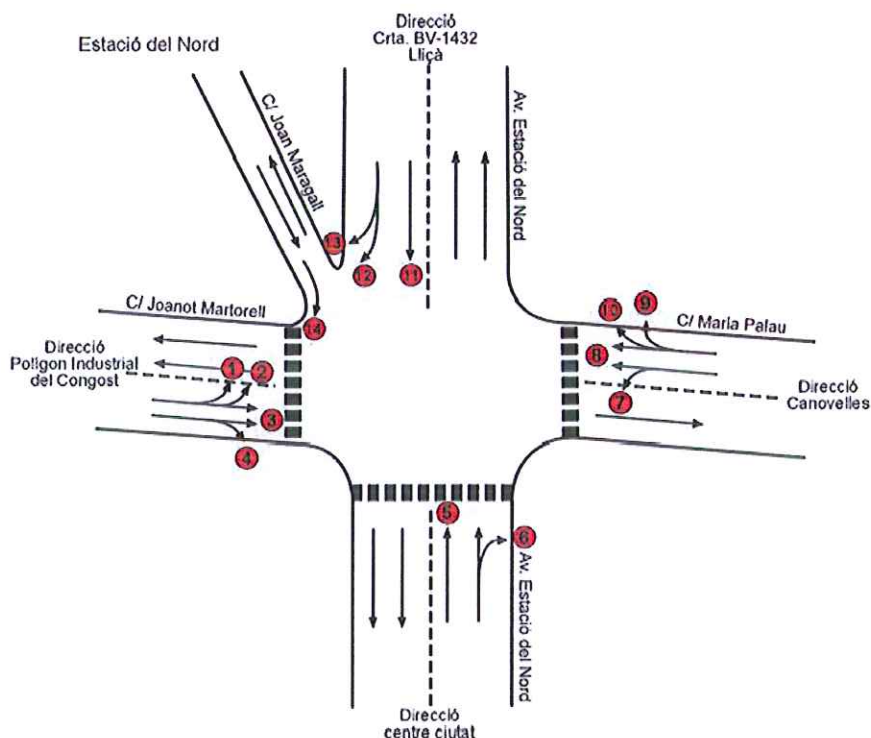 Direcció
Crta. BV-1432
Lliçà
Estació del Nord
C/ Joan Maragall
Av. Estació del Nord
13
12
11
C/ Joanot Martorell
14
10
9
C/ Maria Palau
Direcció
Polígon Industrial
del Congost
1
2
8
7
Direcció
Canovelles
3
4
5
6
Av. Estació del Nord
Direcció
centre ciutat